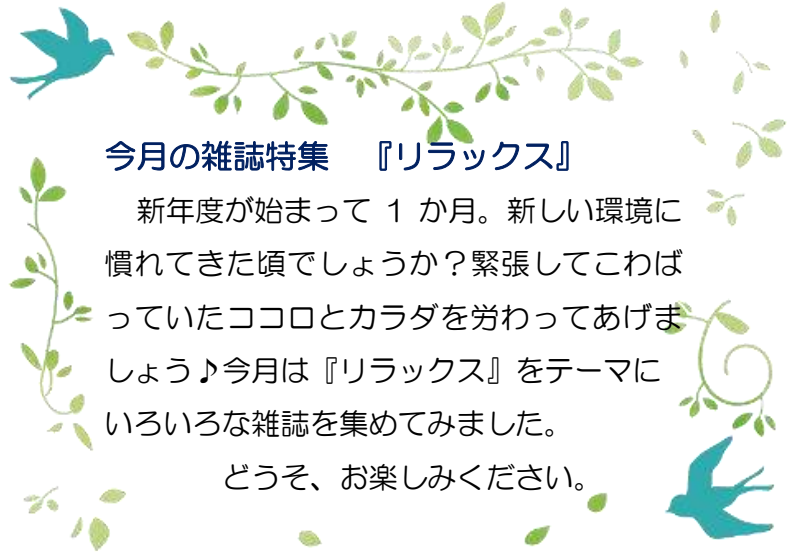 今月の雑誌特集　『リラックス』
　新年度が始まって 1 か月。新しい環境に
慣れてきた頃でしょうか？緊張してこわば
っていたココロとカラダを労わってあげま
しょう♪今月は『リラックス』をテーマに
いろいろな雑誌を集めてみました。
どうぞ、お楽しみください。